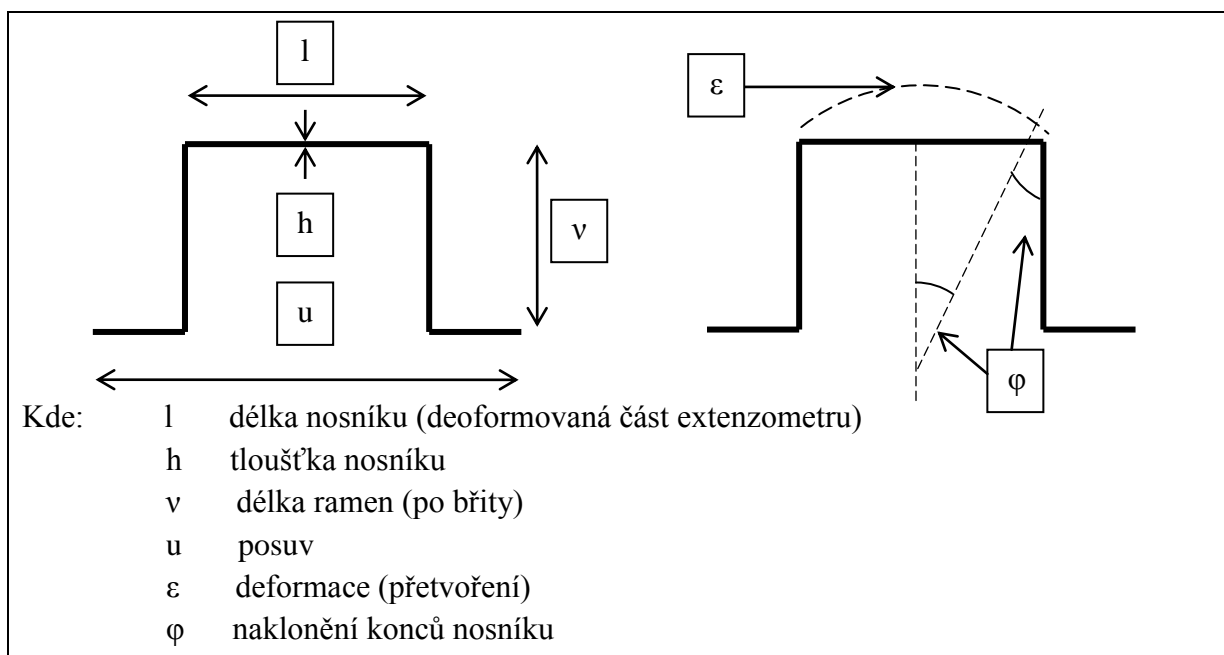 l
ε
h
ν
u
φ
Kde: l délka nosníku (deoformovaná část extenzometru)
h tloušťka nosníku
ν délka ramen (po břity)
u posuv
ε deformace (přetvoření)
φ naklonění konců nosníku